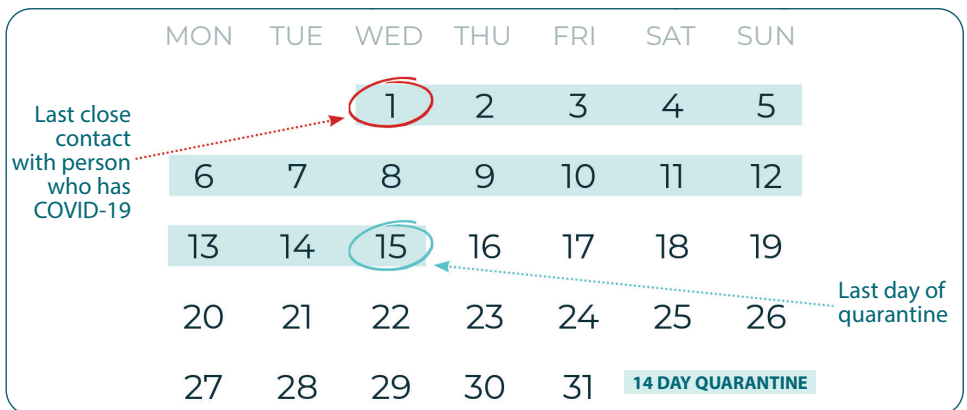 MON TUE WED THU FRI SAT SUN
1 2 3 4 5
Last close
contact
with person
who has
COVID-19
6 7 8 9 10 11 12
13 14 15 16 17 18 19
Last day of
quarantine
20 21 22 23 24 25 26
27 28 29 30 31 14 DAY QUARANTINE